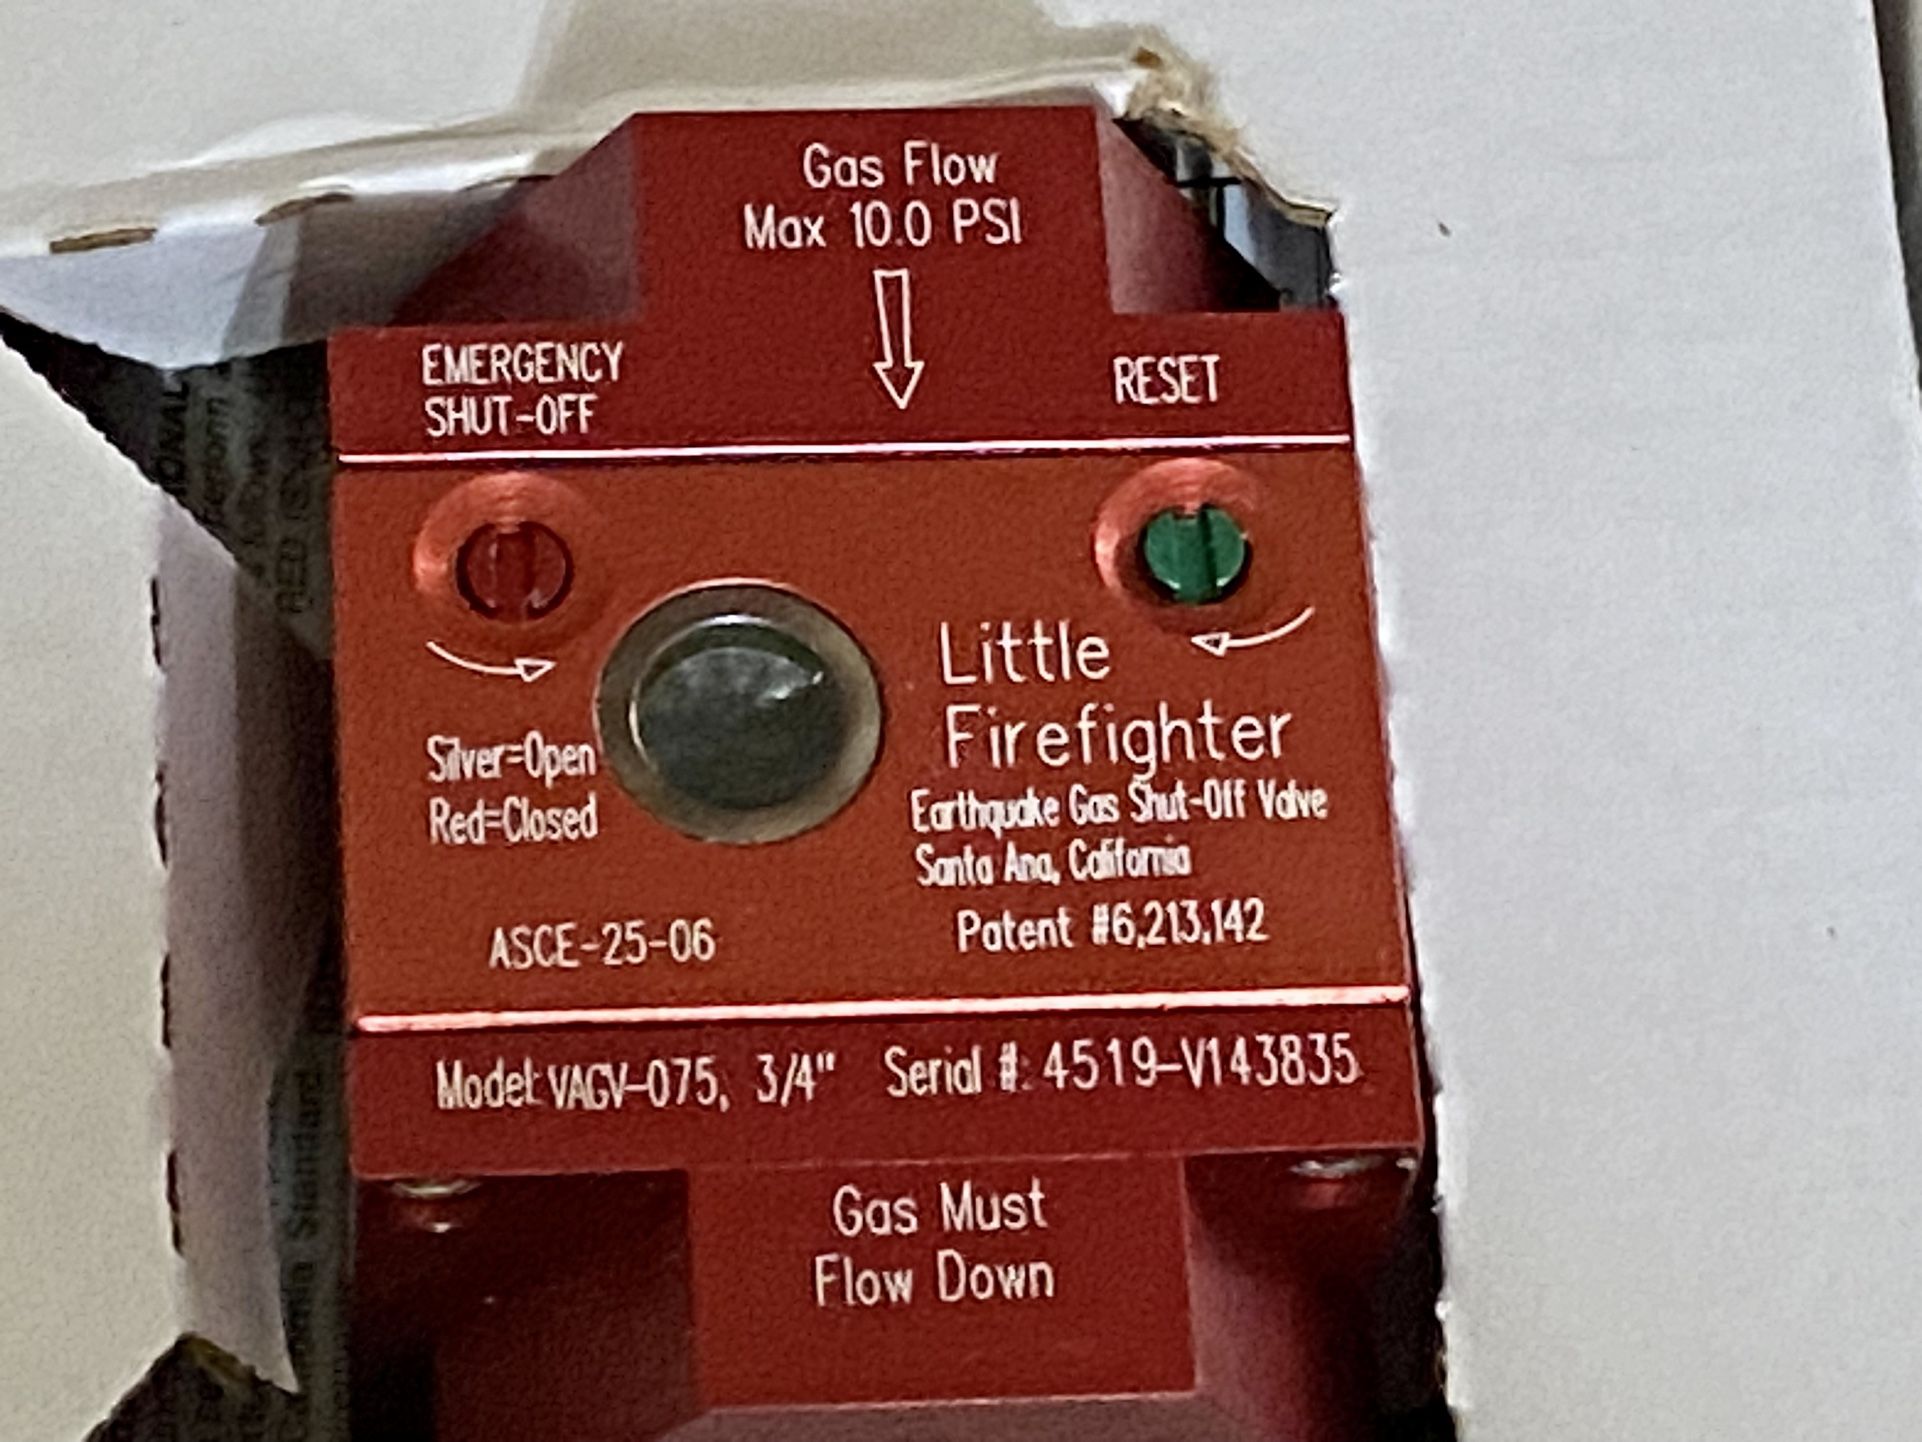 Gas Flow
Max 10.0 PSI
EMERGENCY
SHUT-OFF
RESET
Little
Firefighter
Earthquake Gas Shut-Off Valve
Santa Ana, California
Patent #6,213,142
Silver=Open
Red=Closed
ASCE-25-06
Model: VAGV-075, 3/4" Serial #: 4519-V143835
Gas Must
Flow Down
Standard